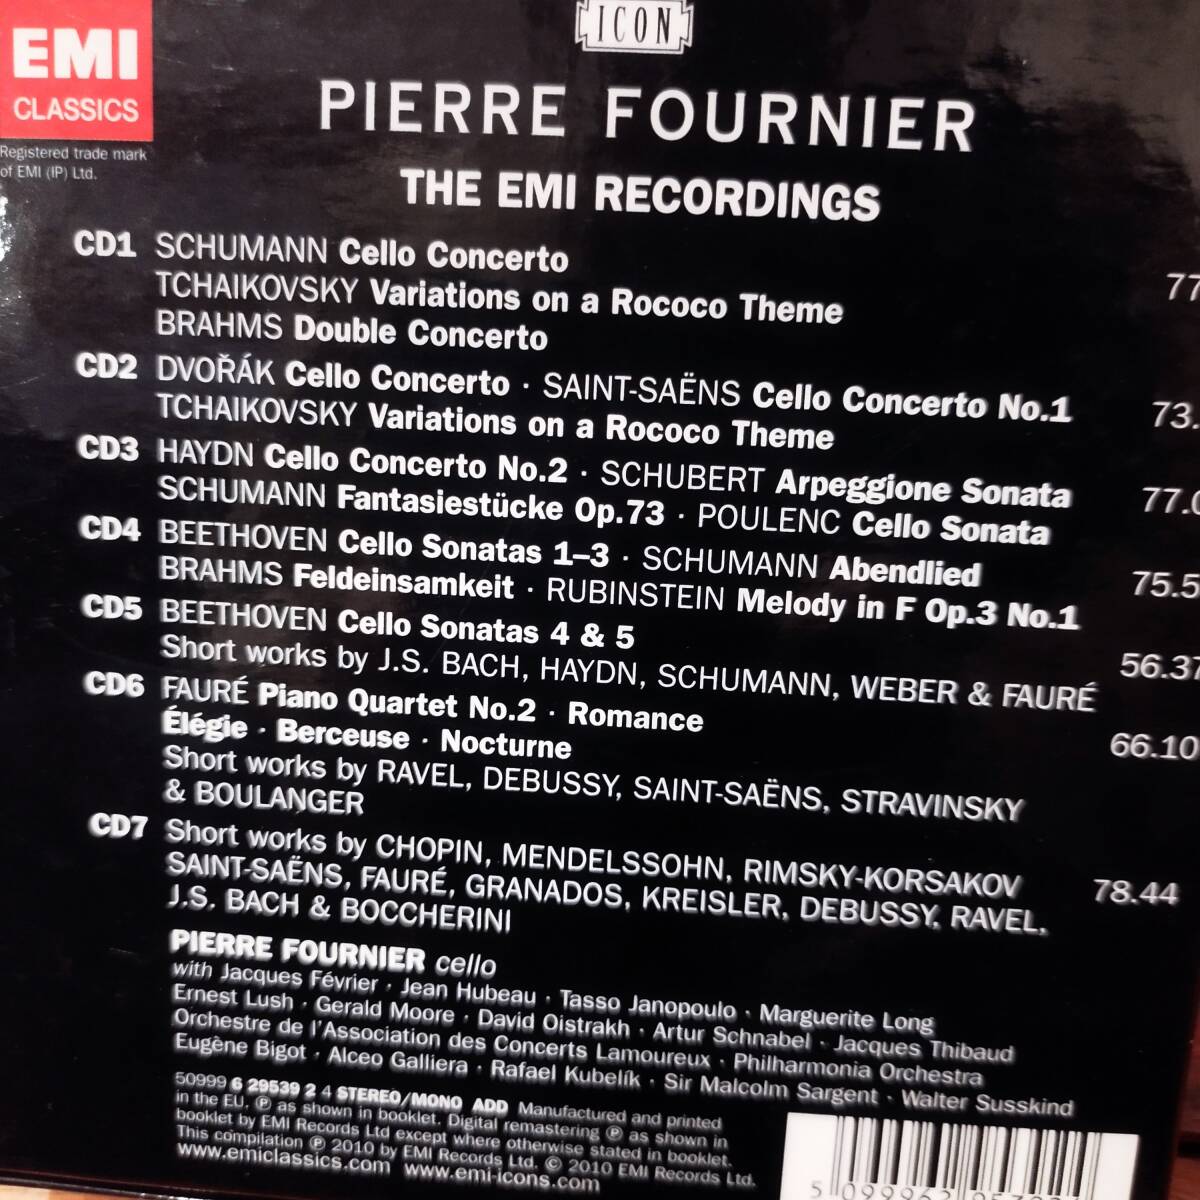 ICON
EMI
CLASSICS
Registered trade mark
of EMI (IP) Ltd.
PIERRE FOURNIER
THE EMI RECORDINGS
CD1 SCHUMANN Cello Concerto
TCHAIKOVSKY Variations on a Rococo Theme
BRAHMS Double Concerto
CD2 DVOŘÁK Cello Concerto · SAINT-SAËNS Cello Concerto No.1
TCHAIKOVSKY Variations on a Rococo Theme
CD3 HAYDN Cello Concerto No.2 · SCHUBERT Arpeggione Sonata
SCHUMANN Fantasiestücke Op.73 · POULENC Cello Sonata
CD4 BEETHOVEN Cello Sonatas 1–3 · SCHUMANN Abendlied
BRAHMS Feldeinsamkeit · RUBINSTEIN Melody in F Op.3 No.1
CD5 BEETHOVEN Cello Sonatas 4 & 5
Short works by J.S. BACH, HAYDN, SCHUMANN, WEBER & FAURÉ
CD6 FAURÉ Piano Quartet No.2 · Romance
Élégie · Berceuse · Nocturne 66.10
Short works by RAVEL, DEBUSSY, SAINT-SAËNS, STRAVINSKY
& BOULANGER
CD7 Short works by CHOPIN, MENDELSSOHN, RIMSKY-KORSAKOV 78.44
SAINT-SAËNS, FAURÉ, GRANADOS, KREISLER, DEBUSSY, RAVEL,
J.S. BACH & BOCCHERINI
PIERRE FOURNIER cello
with Jacques Février · Jean Hubeau · Tasso Janopoulo · Marguerite Long
Ernest Lush · Gerald Moore · David Oistrakh · Artur Schnabel · Jacques Thibaud
Orchestre de l'Association des Concerts Lamoureux · Philharmonia Orchestra
Eugène Bigot · Alceo Galliera · Rafael Kubelík · Sir Malcolm Sargent · Walter Susskind
50999 6 29539 2 4 STEREO/MONO ADD Manufactured and printed
in the EU. ℗ as shown in booklet. Digital remastering ℗ as shown in
booklet by EMI Records Ltd except where otherwise stated in booklet.
This compilation ℗ 2010 by EMI Records Ltd. © 2010 EMI Records Ltd.
www.emiclassics.com www.emi-icons.com